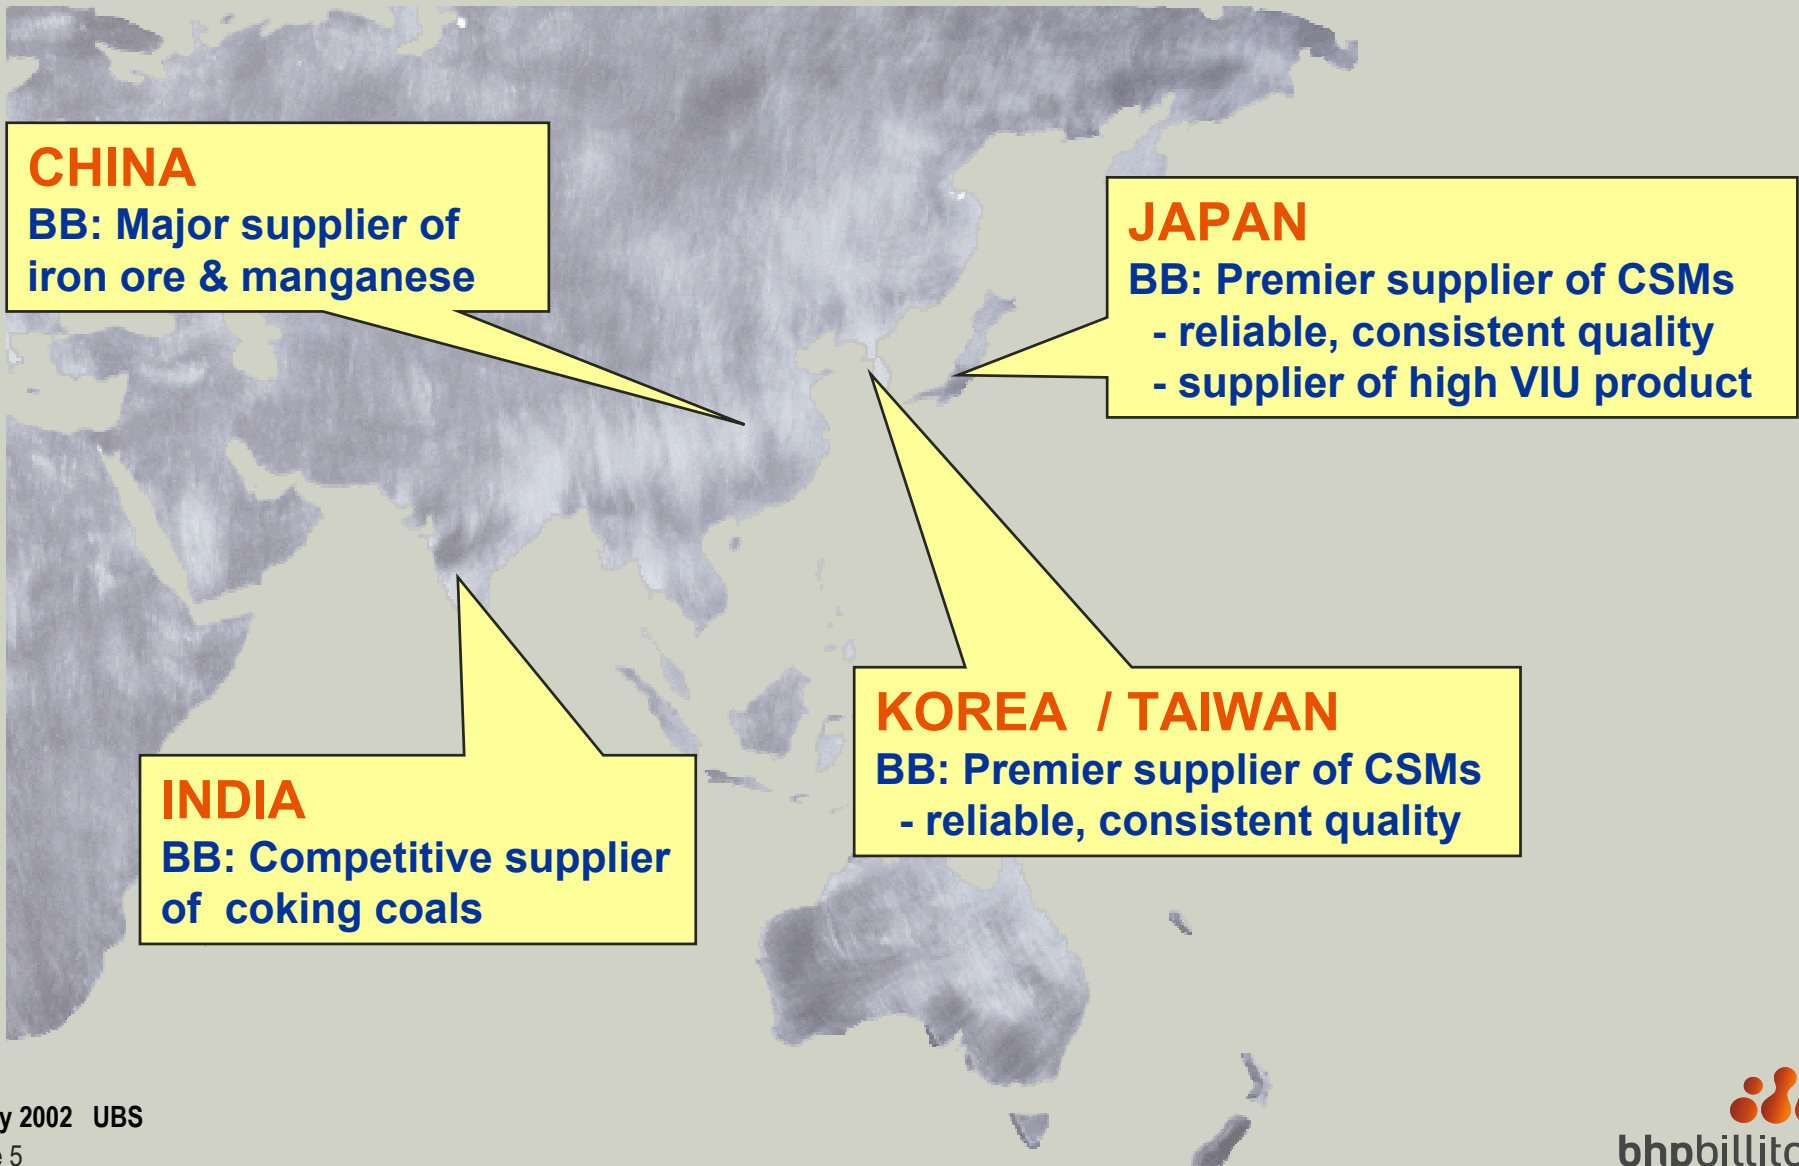 CHINA
BB: Major supplier of
iron ore & manganese
JAPAN
BB: Premier supplier of CSMs
- reliable, consistent quality
- supplier of high VIU product
KOREA / TAIWAN
BB: Premier supplier of CSMs
- reliable, consistent quality
INDIA
BB: Competitive supplier
of coking coals
2002 UBS
5